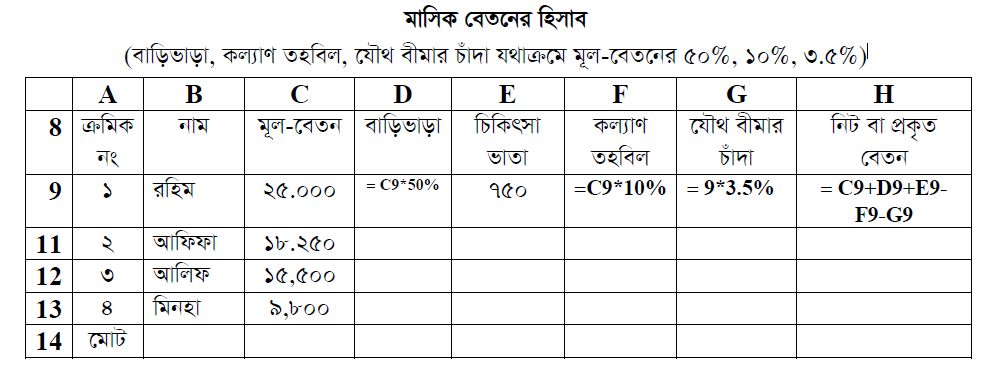 মাসিক বেতনের হিসাব
(বাড়িভাড়া, কল্যাণ তহবিল, যৌথ বীমার চাঁদা যথাক্রমে মূল-বেতনের ৫০%, ১০%, ৩.৫%)
A B C D E F G H
8 ক্রমিক নাম মূল-বেতন বাড়িভাড়া চিকিৎসা কল্যাণ যৌথ বীমার নিট বা প্রকৃত
নং ভাতা তহবিল চাঁদা বেতন
9 ১ রহিম ২৫.০০০ = C9*50% ৭৫০ =C9*10% = 9*3.5% = C9+D9+E9-
F9-G9
11 ২ আফিফা ১৮.২৫০
12 ৩ আলিফ ১৫,৫০০
13 ৪ মিনহা ৯,৮০০
14 মোট